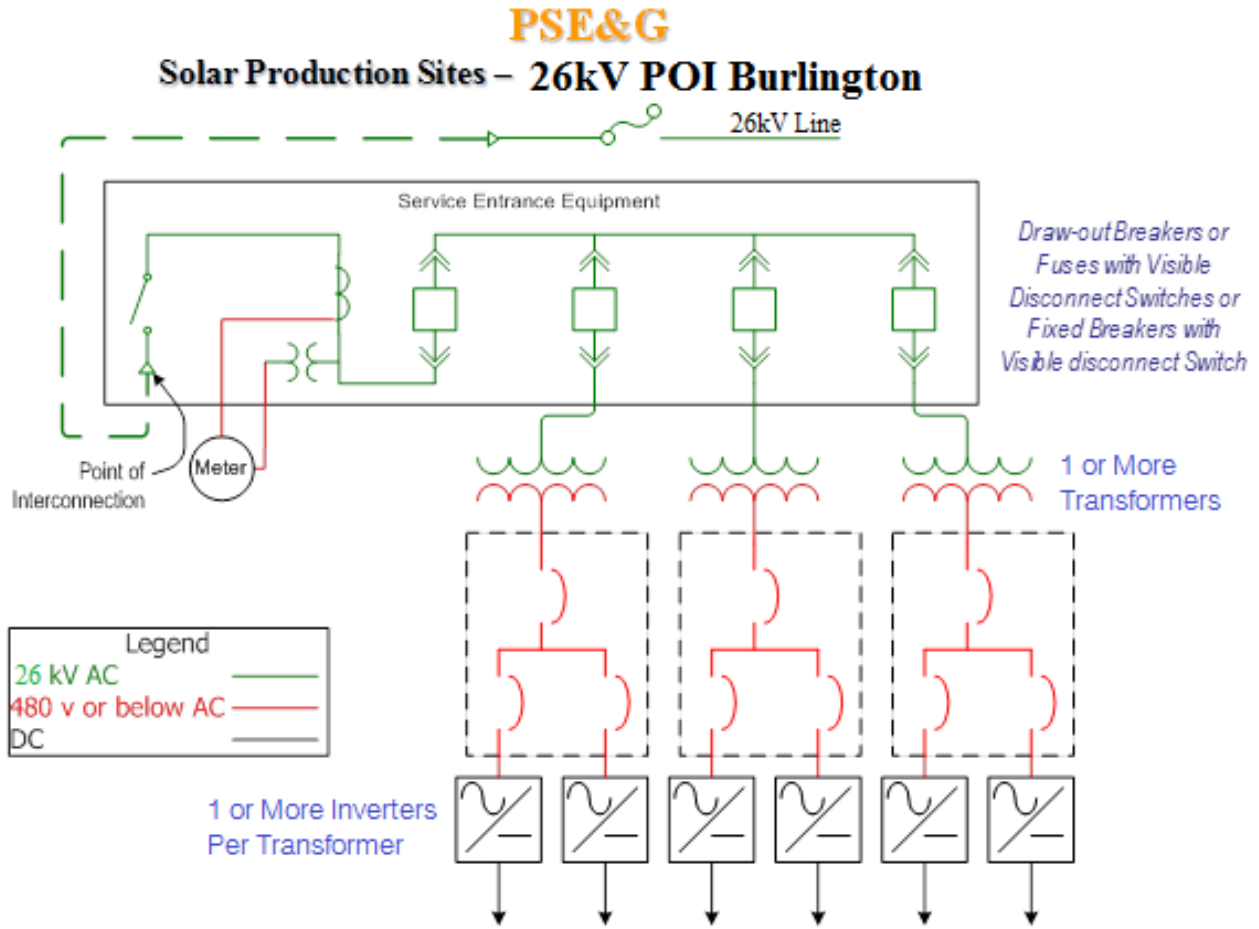 PSE&G
Solar Production Sites – 26kV POI Burlington
26kV Line
Service Entrance Equipment
Draw-out Breakers or
Fuses with Visible
Disconnect Switches or
Fixed Breakers with
Visible disconnect Switch
Point of
Interconnection
Meter
1 or More
Transformers
Legend
26 kV AC
480 v or below AC
DC
1 or More Inverters
Per Transformer